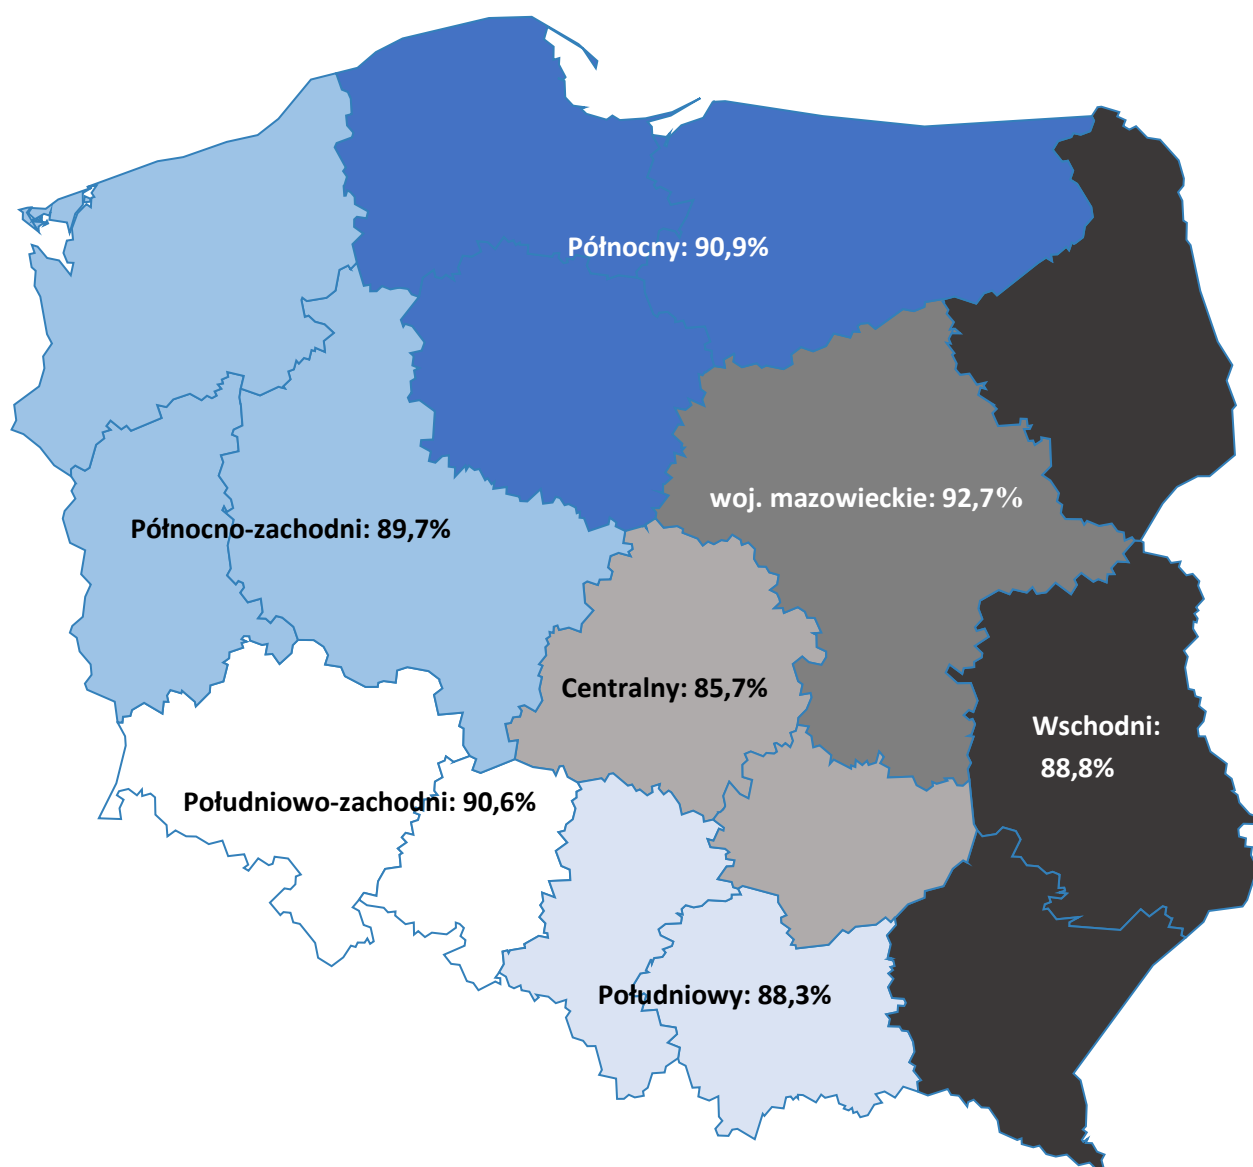 Północny: 90,9%
woj. mazowieckie: 92,7%
Północno-zachodni: 89,7%
Centralny: 85,7%
Wschodni:
88,8%
Południowo-zachodni: 90,6%
Południowy: 88,3%